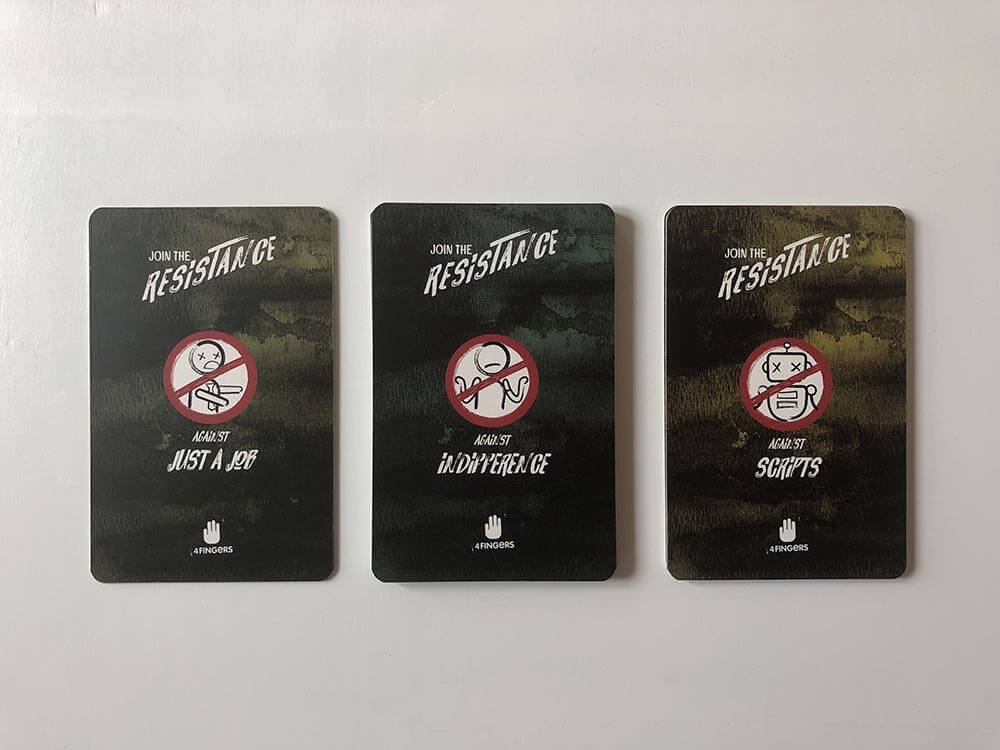 JOIN THE
RESISTANCE
AGAINST
JUST A JOB
4FINGERS
JOIN THE
RESISTANCE
AGAINST
INDIFFERENCE
4FINGERS
JOIN THE
RESISTANCE
AGAINST
SCRIPTS
4FINGERS